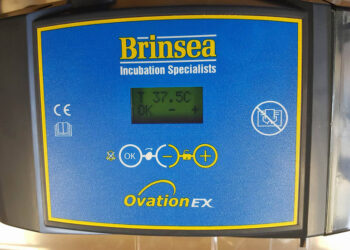 Brinsea
Incubation Specialists
T 37.5C
OK - +
CE
OK - +
Ovation EX